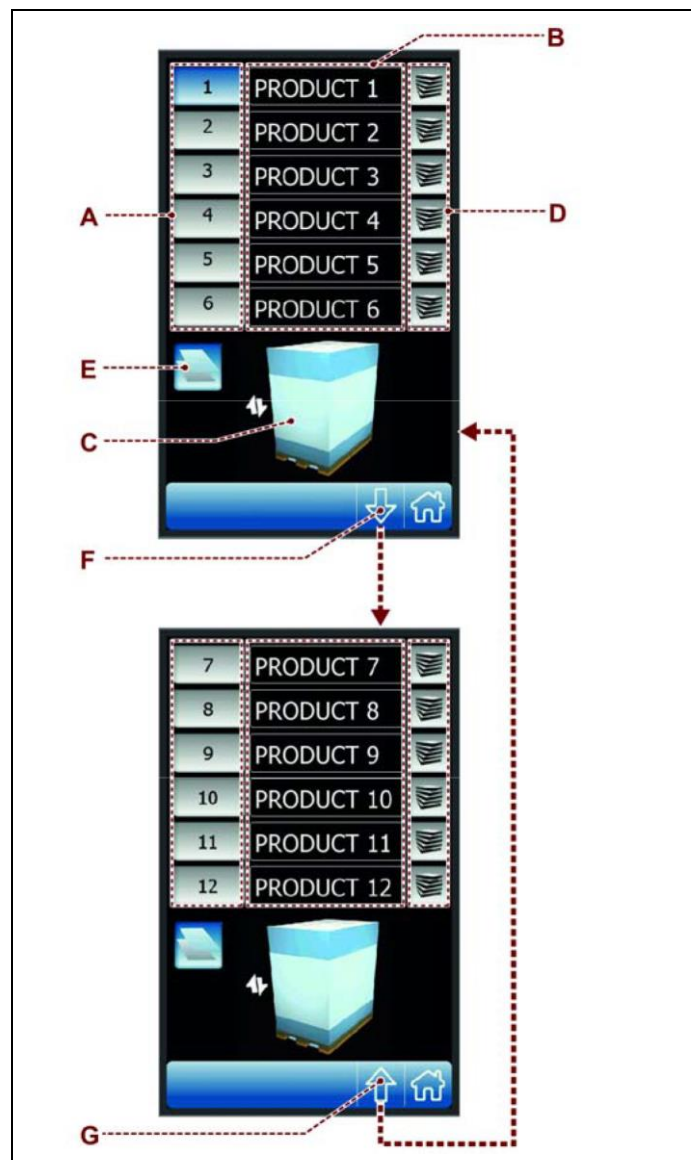 B
1 PRODUCT 1
2 PRODUCT 2
3 PRODUCT 3
A 4 PRODUCT 4 D
5 PRODUCT 5
6 PRODUCT 6
E
C
F
7 PRODUCT 7
8 PRODUCT 8
9 PRODUCT 9
10 PRODUCT 10
11 PRODUCT 11
12 PRODUCT 12
G